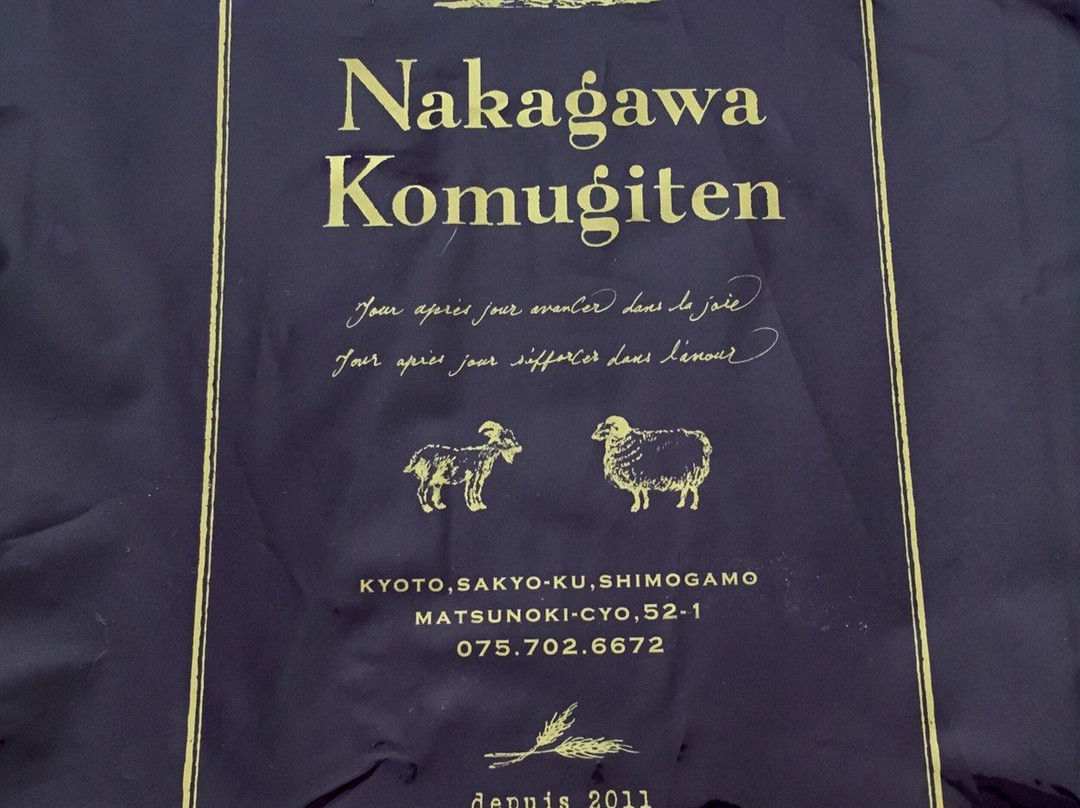 Nakagawa
Komugiten
Jour après jour avancer dans la joie
Jour après jour s'éfforcer dans l'amour
KYOTO,SAKYO-KU,SHIMOGAMO
MATSUNOKI-CYO,52-1
075.702.6672
depuis 2011